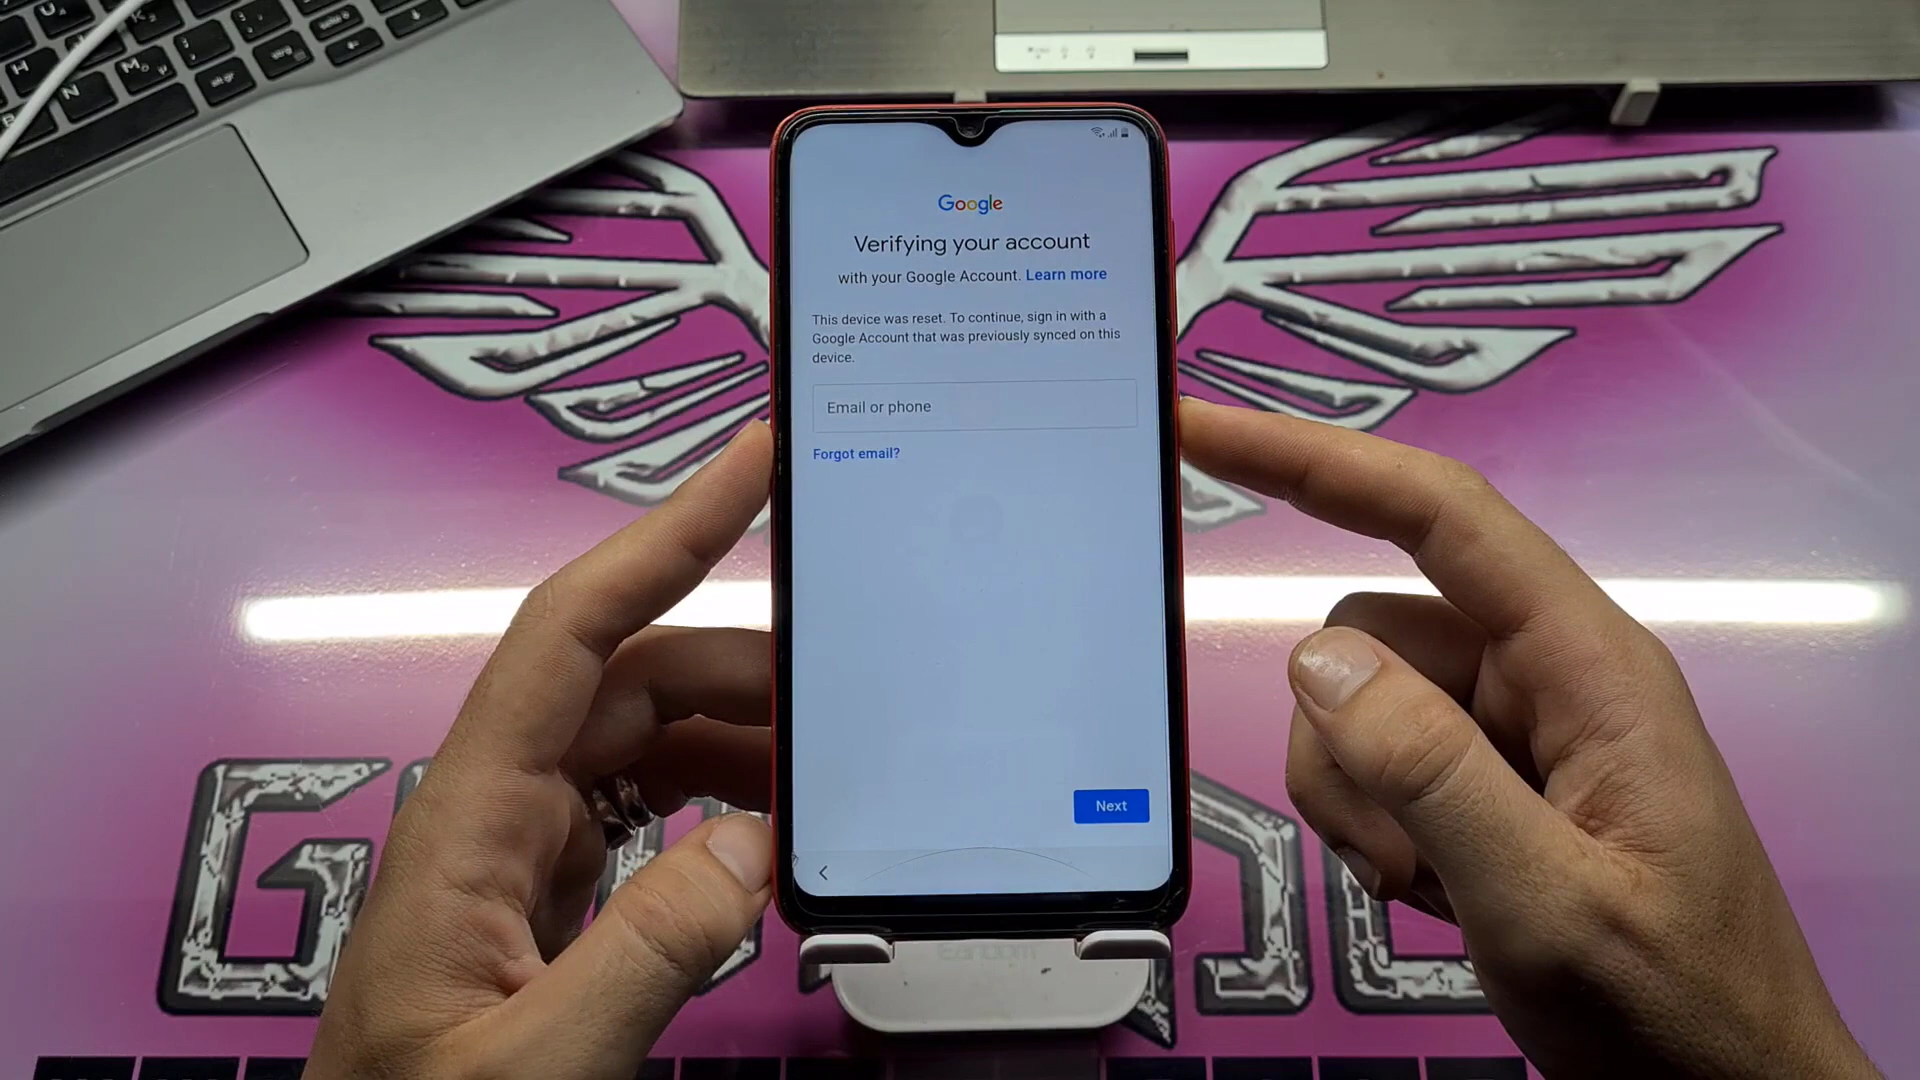 Google
Verifying your account
with your Google Account. Learn more
This device was reset. To continue, sign in with a
Google Account that was previously synced on this
device.
Email or phone
Forgot email?
Next